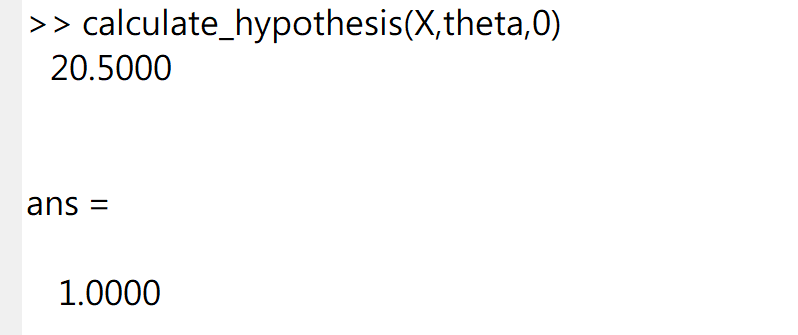 >> calculate_hypothesis(X,theta,0)
20.5000
ans =
1.0000